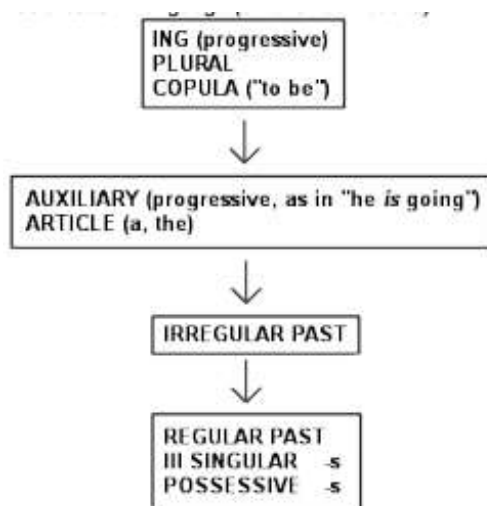 ING (progressive)
PLURAL
COPULA ("to be")
AUXILIARY (progressive, as in "he is going")
ARTICLE (a, the)
IRREGULAR PAST
REGULAR PAST
III SINGULAR -s
POSSESSIVE -s